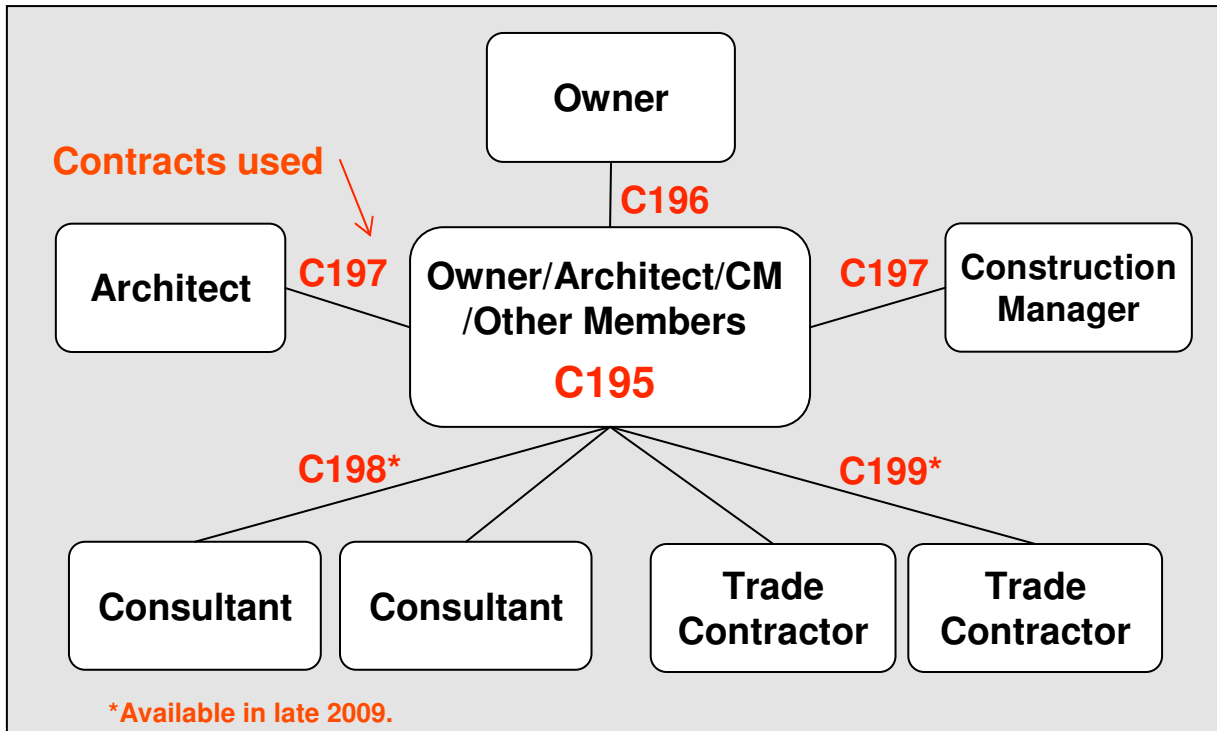 Owner
Contracts used
C196
Architect
C197
Owner/Architect/CM
/Other Members
C195
C197
Construction
Manager
C198*
C199*
Consultant
Consultant
Trade
Contractor
Trade
Contractor
*Available in late 2009.